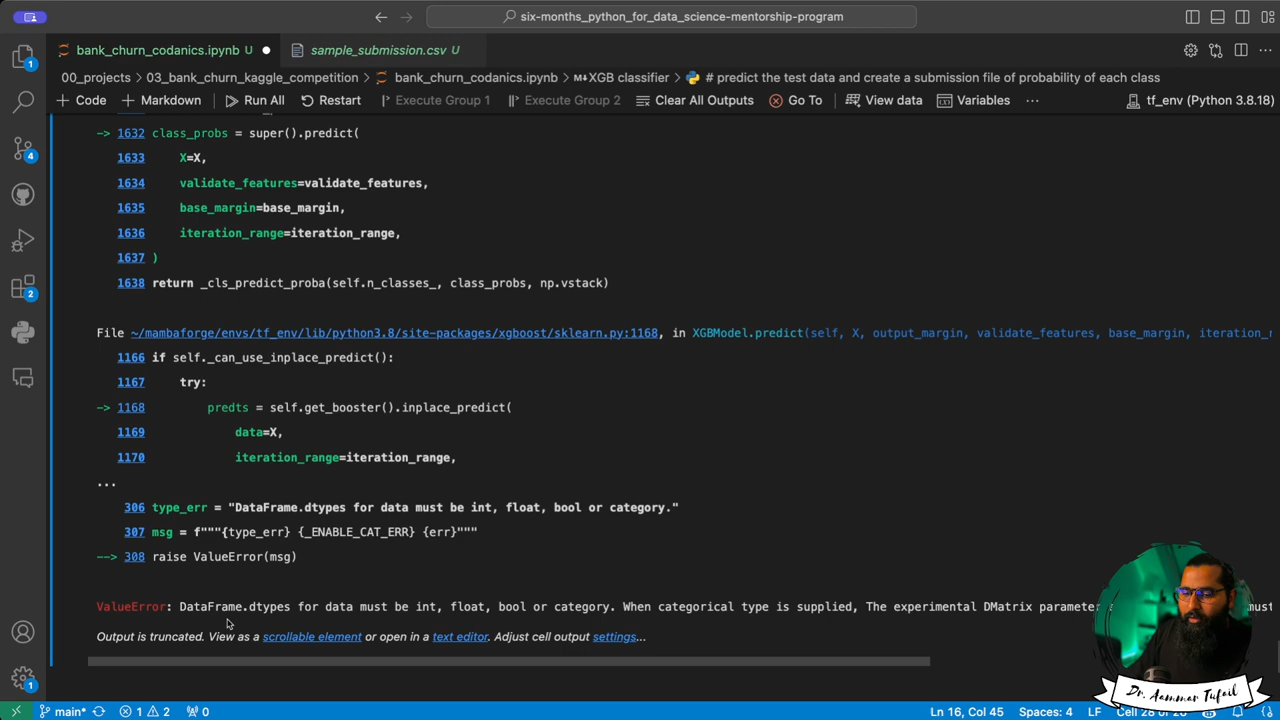 six-months_python_for_data_science-mentorship-program
bank_churn_codanics.ipynb U
sample_submission.csv U
00_projects > 03_bank_churn_kaggle_competition > bank_churn_codanics.ipynb > M↓XGB classifier > # predict the test data and create a submission file of probability of each class
+ Code + Markdown Run All Restart Execute Group 1 Execute Group 2 Clear All Outputs Go To View data Variables ... tf_env (Python 3.8.18)
-> 1632 class_probs = super().predict(
1633 X=X,
1634 validate_features=validate_features,
1635 base_margin=base_margin,
1636 iteration_range=iteration_range,
1637 )
1638 return _cls_predict_proba(self.n_classes_, class_probs, np.vstack)
File ~/mambaforge/envs/tf_env/lib/python3.8/site-packages/xgboost/sklearn.py:1168, in XGBModel.predict(self, X, output_margin, validate_features, base_margin, iteration_
1166 if self._can_use_inplace_predict():
1167 try:
-> 1168 predts = self.get_booster().inplace_predict(
1169 data=X,
1170 iteration_range=iteration_range,
...
306 type_err = "DataFrame.dtypes for data must be int, float, bool or category."
307 msg = f"""{type_err} {_ENABLE_CAT_ERR} {err}"""
--> 308 raise ValueError(msg)
ValueError: DataFrame.dtypes for data must be int, float, bool or category. When categorical type is supplied, The experimental DMatrix parameter must
Output is truncated. View as a scrollable element or open in a text editor. Adjust cell output settings...
Dr. Aammar Tufail
main* 1 2 0 Ln 16, Col 45 Spaces: 4 LF Cell 28 of 28